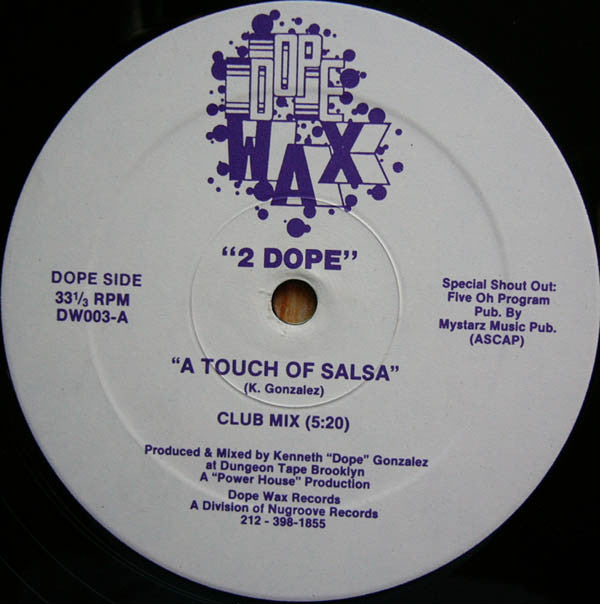 DOPE
DOPE
WAX
"2 DOPE"
DOPE SIDE
33⅓ RPM
DW003-A
Special Shout Out:
Five Oh Program
Pub. By
Mystarz Music Pub.
(ASCAP)
"A TOUCH OF SALSA"
(K. Gonzalez)
CLUB MIX (5:20)
Produced & Mixed by Kenneth "Dope" Gonzalez
at Dungeon Tape Brooklyn
A "Power House" Production
Dope Wax Records
A Division of Nugroove Records
212 - 398-1855